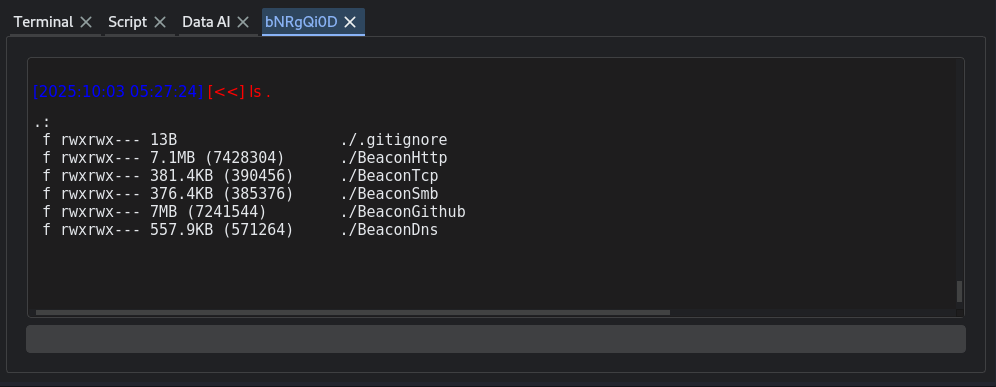 Terminal Script Data AI bNRgQi0D
[2025:10:03 05:27:24] [<<] ls .
.:
f rwxrwx--- 13B ./.gitignore
f rwxrwx--- 7.1MB (7428304) ./BeaconHttp
f rwxrwx--- 381.4KB (390456) ./BeaconTcp
f rwxrwx--- 376.4KB (385376) ./BeaconSmb
f rwxrwx--- 7MB (7241544) ./BeaconGithub
f rwxrwx--- 557.9KB (571264) ./BeaconDns